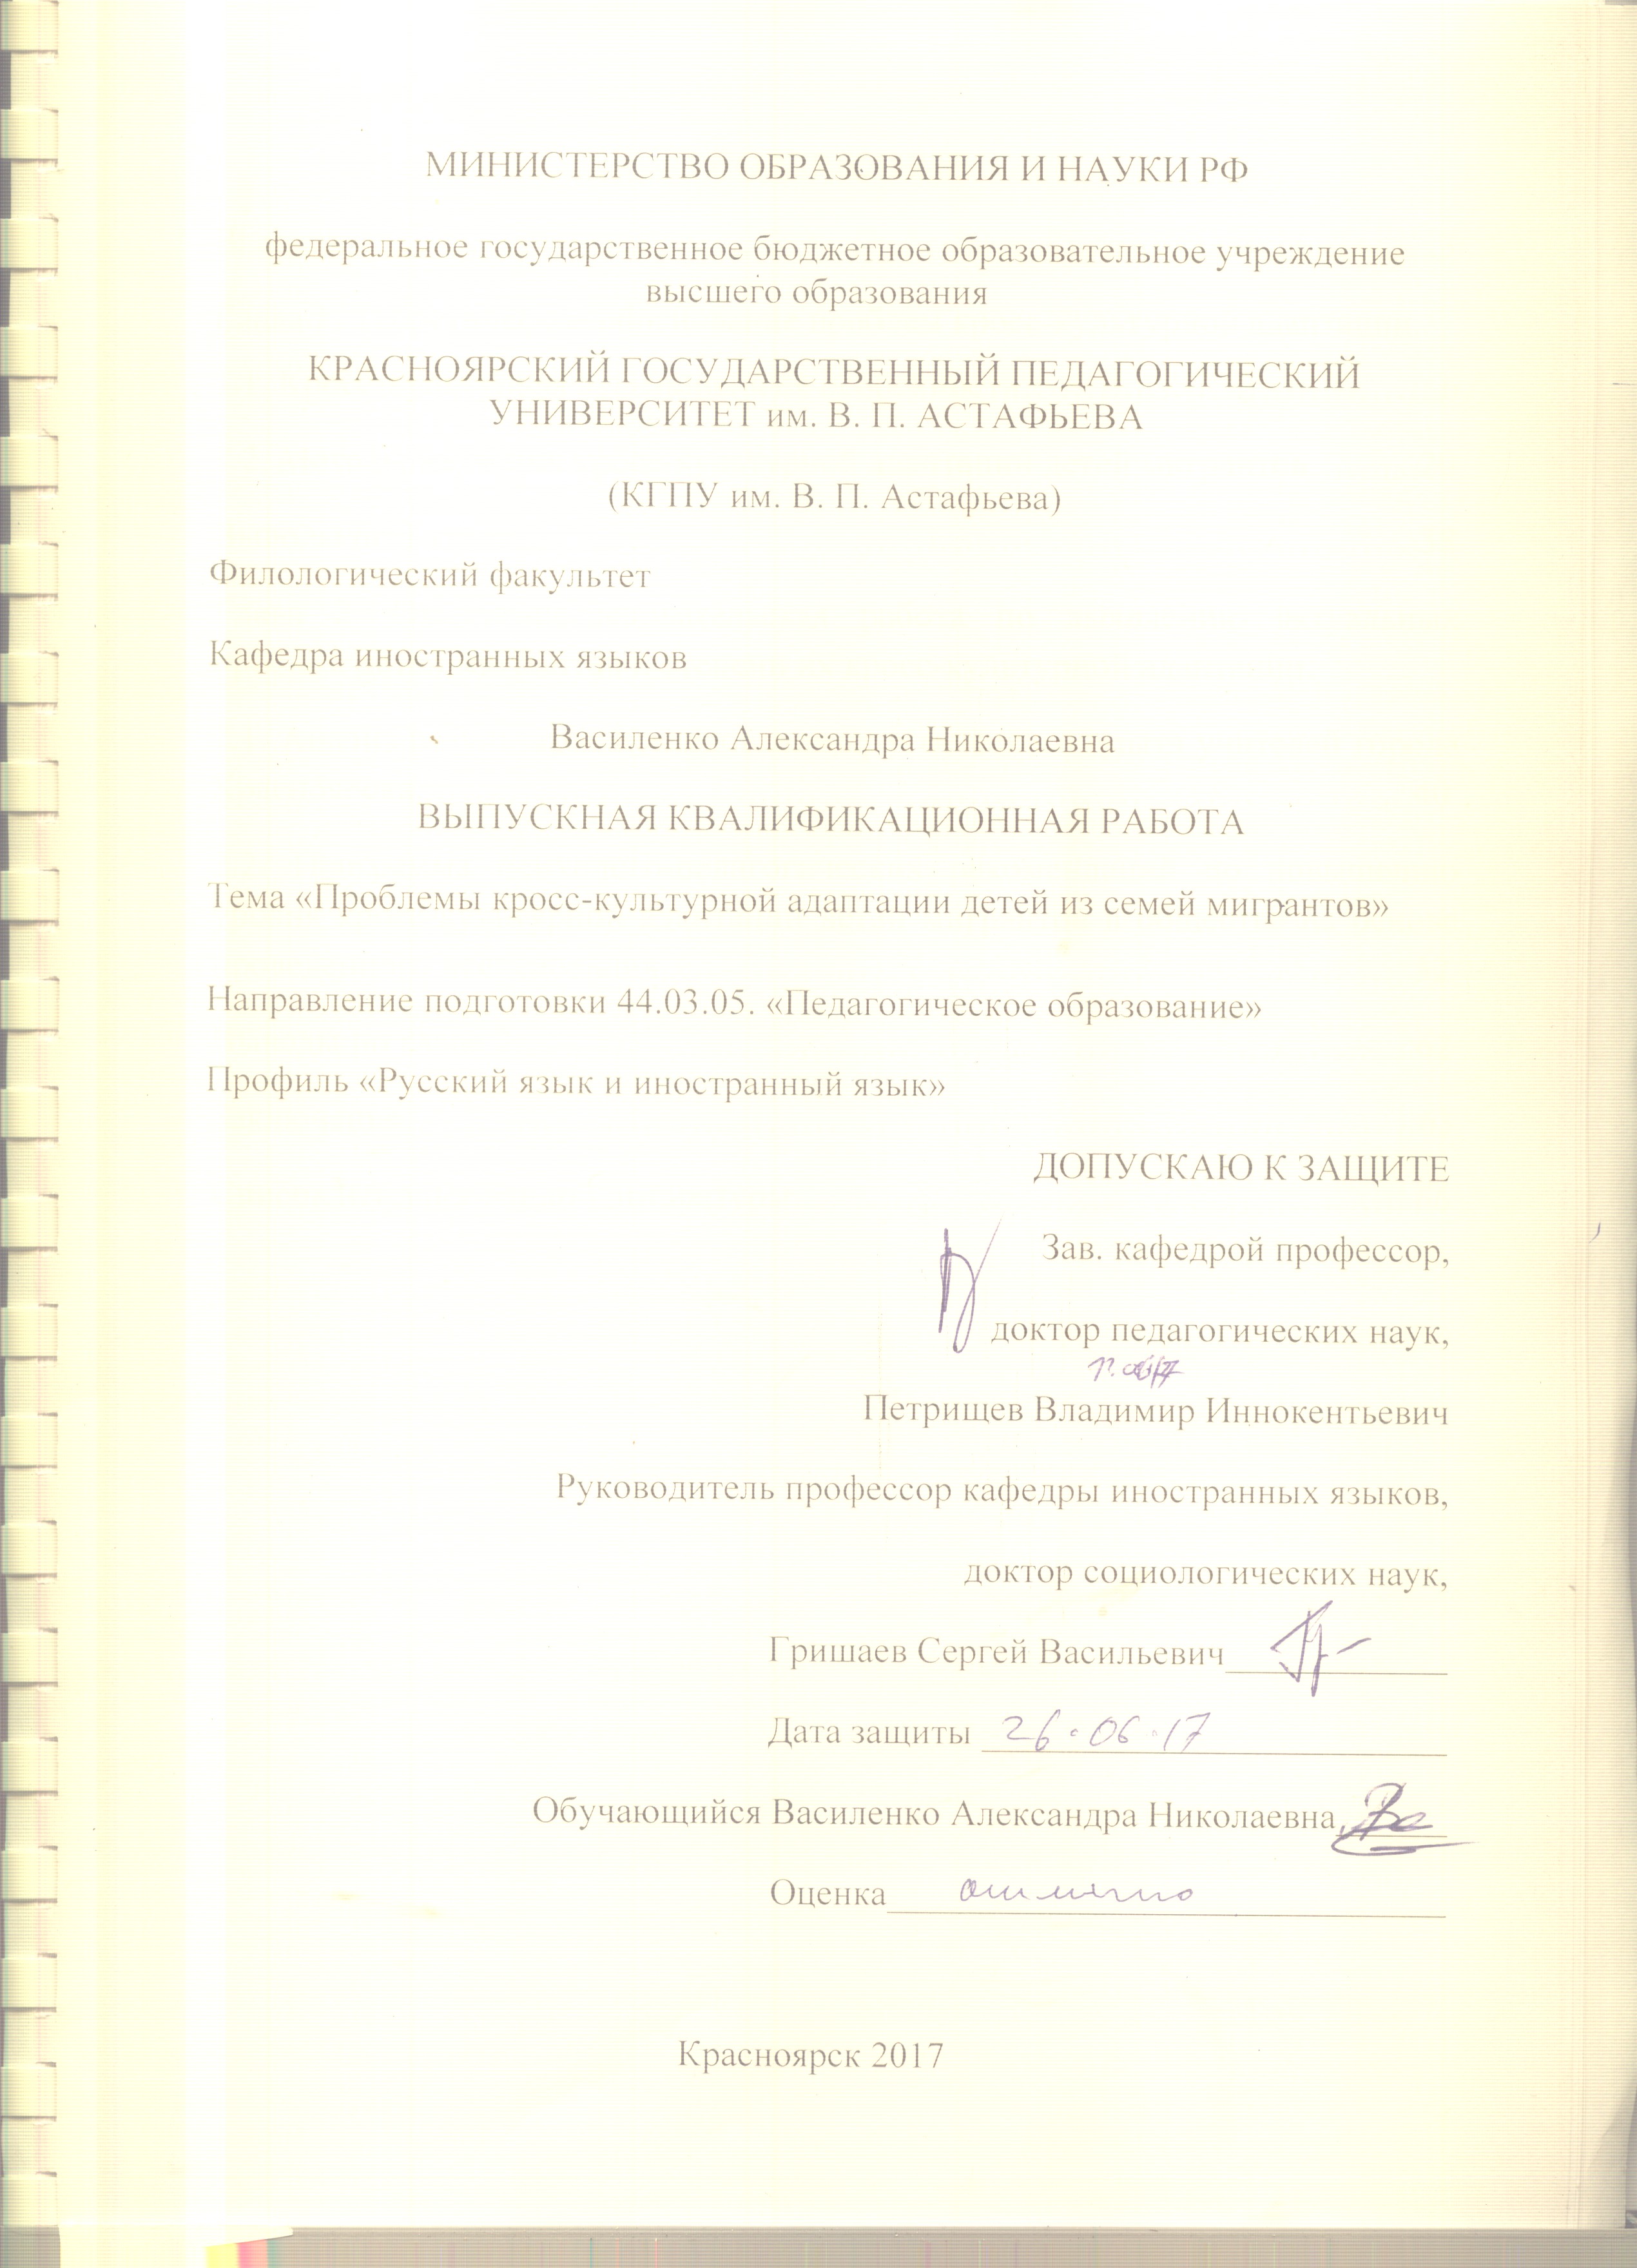 МИНИСТЕРСТВО ОБРАЗОВАНИЯ И НАУКИ РФ
федеральное государственное бюджетное образовательное учреждение
высшего образования
КРАСНОЯРСКИЙ ГОСУДАРСТВЕННЫЙ ПЕДАГОГИЧЕСКИЙ
УНИВЕРСИТЕТ им. В. П. АСТАФЬЕВА
(КГПУ им. В. П. Астафьева)
Филологический факультет
Кафедра иностранных языков
Василенко Александра Николаевна
ВЫПУСКНАЯ КВАЛИФИКАЦИОННАЯ РАБОТА
Тема «Проблемы кросс-культурной адаптации детей из семей мигрантов»
Направление подготовки 44.03.05. «Педагогическое образование»
Профиль «Русский язык и иностранный язык»
ДОПУСКАЮ К ЗАЩИТЕ
Зав. кафедрой профессор,
доктор педагогических наук,
Петрищев Владимир Иннокентьевич
Руководитель профессор кафедры иностранных языков,
доктор социологических наук,
Гришаев Сергей Васильевич
Дата защиты 26.06.17
Обучающийся Василенко Александра Николаевна,
Оценка отлично
Красноярск 2017